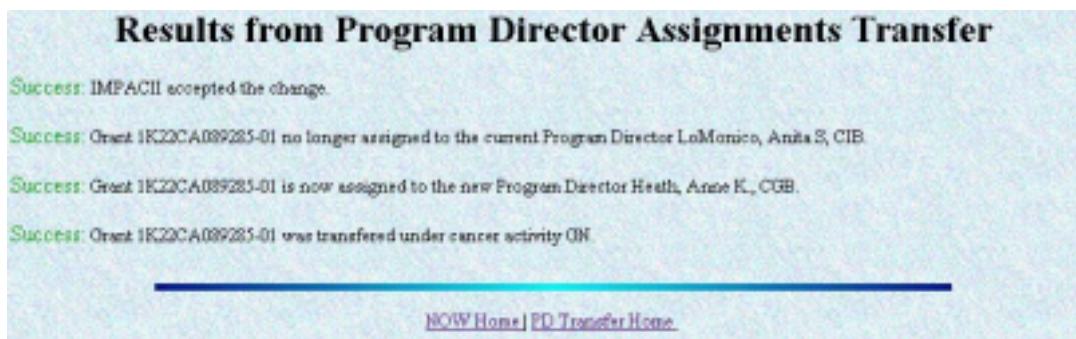 Results from Program Director Assignments Transfer
Success: IMPACII accepted the change.
Success: Grant 1K22CA089285-01 no longer assigned to the current Program Director LoMonico, Anita S, CIB.
Success: Grant 1K22CA089285-01 is now assigned to the new Program Director Heath, Anne K., CGB.
Success: Grant 1K22CA089285-01 was transfered under cancer activity GN.
NOW Home | PD Transfer Home